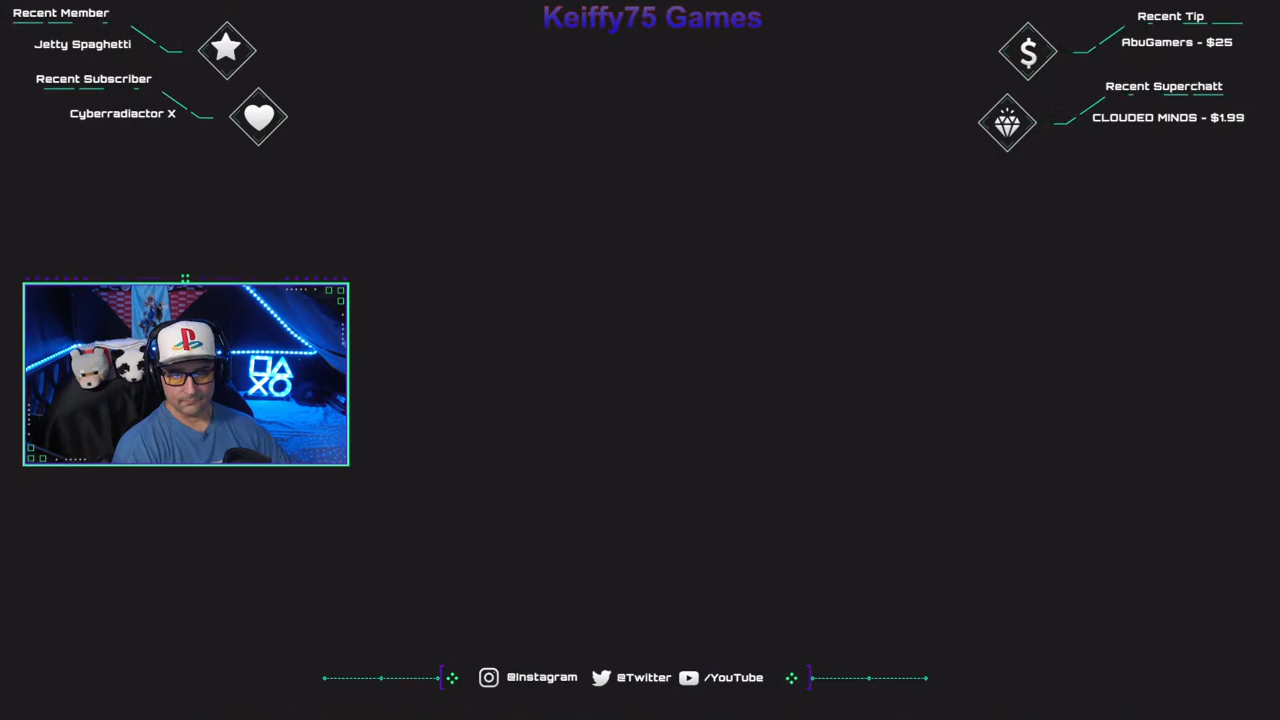 Recent Member
Jetty Spaghetti
Recent Subscriber
Cyberradiactor X
Keiffy75 Games
Recent Tip
AbuGamers - $25
Recent Superchatt
CLOUDED MINDS - $1.99
@Instagram @Twitter /YouTube